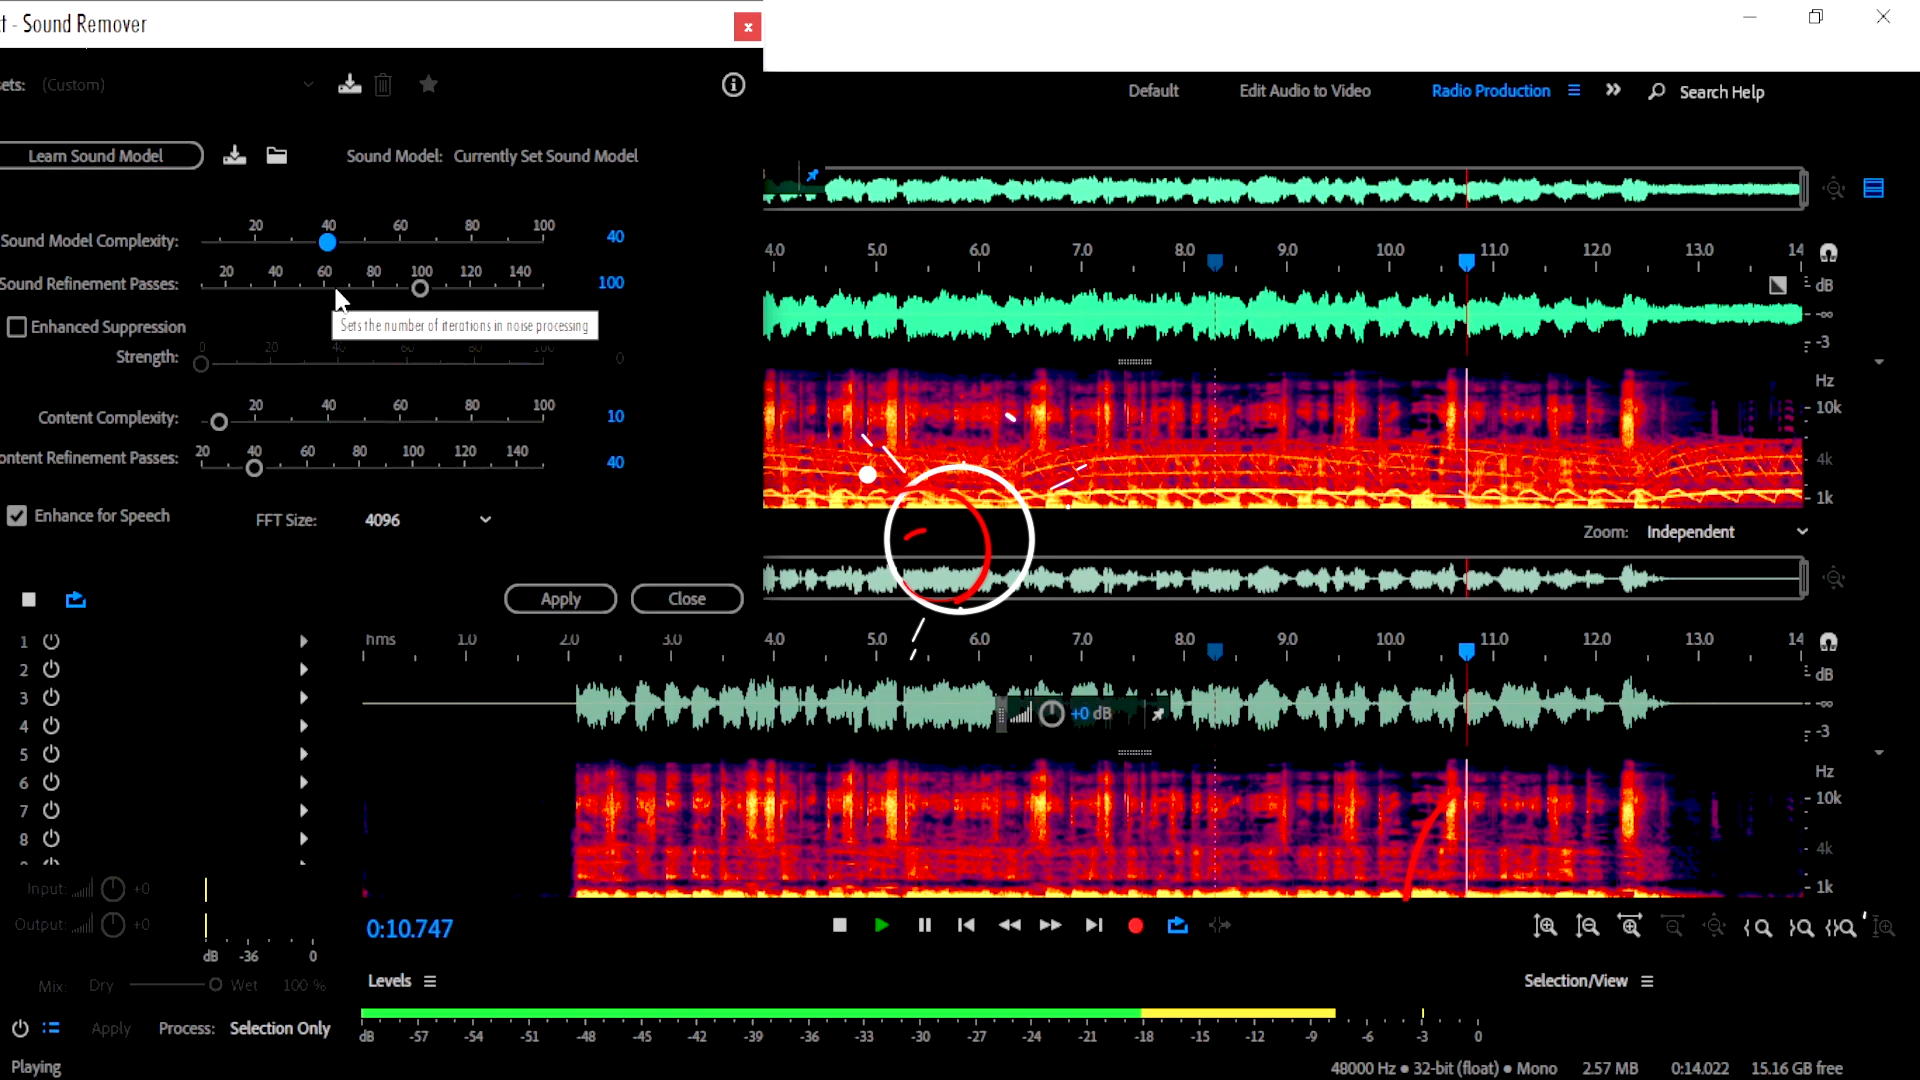 t - Sound Remover
ets: (Custom)
Default Edit Audio to Video Radio Production Search Help
Learn Sound Model Sound Model: Currently Set Sound Model
20 40 60 80 100
Sound Model Complexity: 40
20 40 60 80 100 120 140
Sound Refinement Passes: 100
Sets the number of iterations in noise processing
Enhanced Suppression
0 20 40 60 80 100
Strength: 0
20 40 60 80 100
Content Complexity: 10
20 40 60 80 100 120 140
ontent Refinement Passes: 40
Enhance for Speech FFT Size: 4096
Apply Close
4.0 5.0 6.0 7.0 8.0 9.0 10.0 11.0 12.0 13.0 14
dB
-∞
-3
Hz
10k
4k
1k
Zoom: Independent
hms 1.0 2.0 3.0 4.0 5.0 6.0 7.0 8.0 9.0 10.0 11.0 12.0 13.0 14
dB
-∞
-3
+0 dB
Hz
10k
4k
1k
1
2
3
4
5
6
7
8
Input: +0
Output: +0
dB -36 0
Mix: Dry Wet 100 %
Apply Process: Selection Only
Playing
0:10.747
Levels
Selection/View
dB -57 -54 -51 -48 -45 -42 -39 -36 -33 -30 -27 -24 -21 -18 -15 -12 -9 -6 -3 0
48000 Hz • 32-bit (float) • Mono 2.57 MB 0:14.022 15.16 GB free